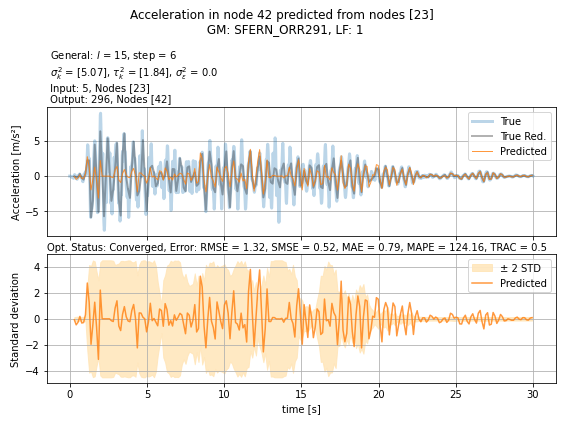 Acceleration in node 42 predicted from nodes [23]
GM: SFERN_ORR291, LF: 1
General: l = 15, step = 6
σ²ₖ = [5.07], τ²ₖ = [1.84], σ²ε = 0.0
Input: 5, Nodes [23]
Output: 296, Nodes [42]
True
True Red.
Predicted
Acceleration [m/s²]
5
0
−5
Opt. Status: Converged, Error: RMSE = 1.32, SMSE = 0.52, MAE = 0.79, MAPE = 124.16, TRAC = 0.5
± 2 STD
Predicted
Standard deviation
4
2
0
−2
−4
0 5 10 15 20 25 30
time [s]